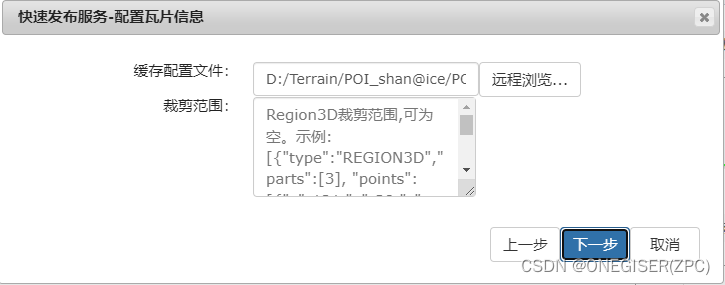 快速发布服务-配置瓦片信息
缓存配置文件: D:/Terrain/POI_shan@ice/PO 远程浏览...
裁剪范围: Region3D裁剪范围,可为
空。示例:
[{"type":"REGION3D","
parts":[3], "points":
上一步 下一步 取消
CSDN @ONEGISER(ZPC)